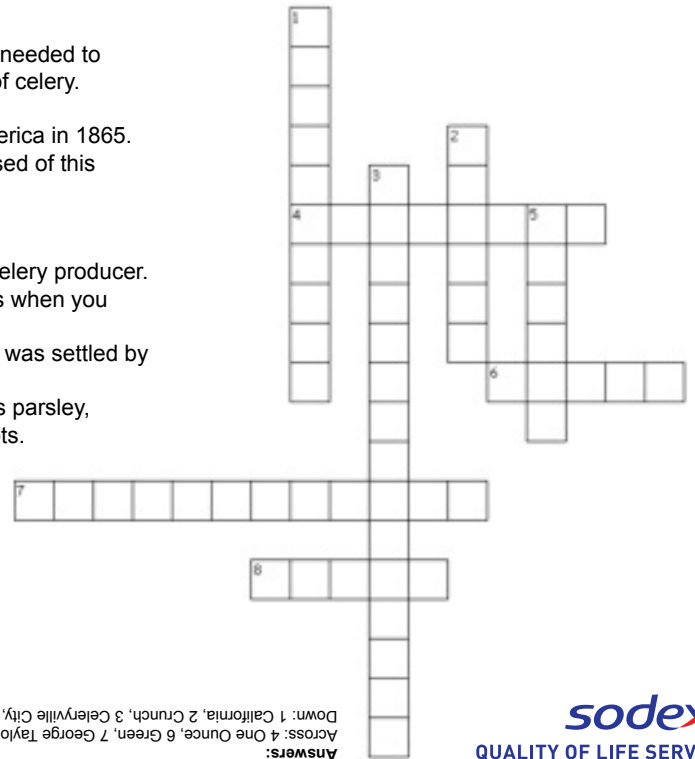 needed to
of celery.
erica in 1865.
sed of this
elery producer.
s when you
was settled by
s parsley,
ts.
1
2
3
4
5
6
7
8
Answers:
Across: 4 One Ounce, 6 Green, 7 George Taylo
Down: 1 California, 2 Crunch, 3 Celeryville City,
sodex
QUALITY OF LIFE SERV